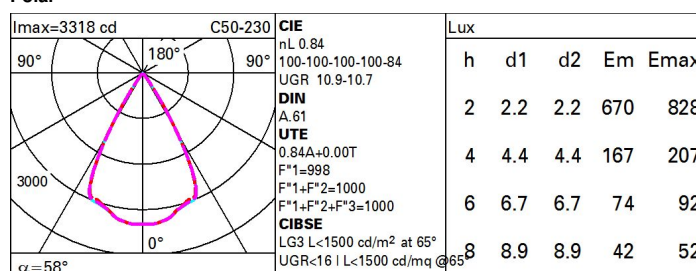 Imax=3318 cd C50-230
90° 180° 90°
3000
0°
α=58°
CIE
nL 0.84
100-100-100-100-84
UGR 10.9-10.7
DIN
A.61
UTE
0.84A+0.00T
F"1=998
F"1+F"2=1000
F"1+F"2+F"3=1000
CIBSE
LG3 L<1500 cd/m² at 65°
UGR<16 | L<1500 cd/mq @65°
Lux
h d1 d2 Em Emax
2 2.2 2.2 670 828
4 4.4 4.4 167 207
6 6.7 6.7 74 92
8 8.9 8.9 42 52